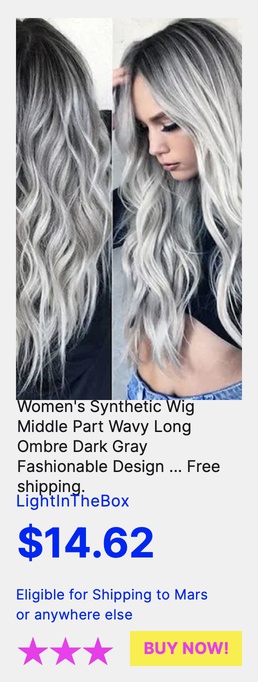 Women's Synthetic Wig
Middle Part Wavy Long
Ombre Dark Gray
Fashionable Design ... Free
shipping.
LightInTheBox
$14.62
Eligible for Shipping to Mars
or anywhere else
BUY NOW!